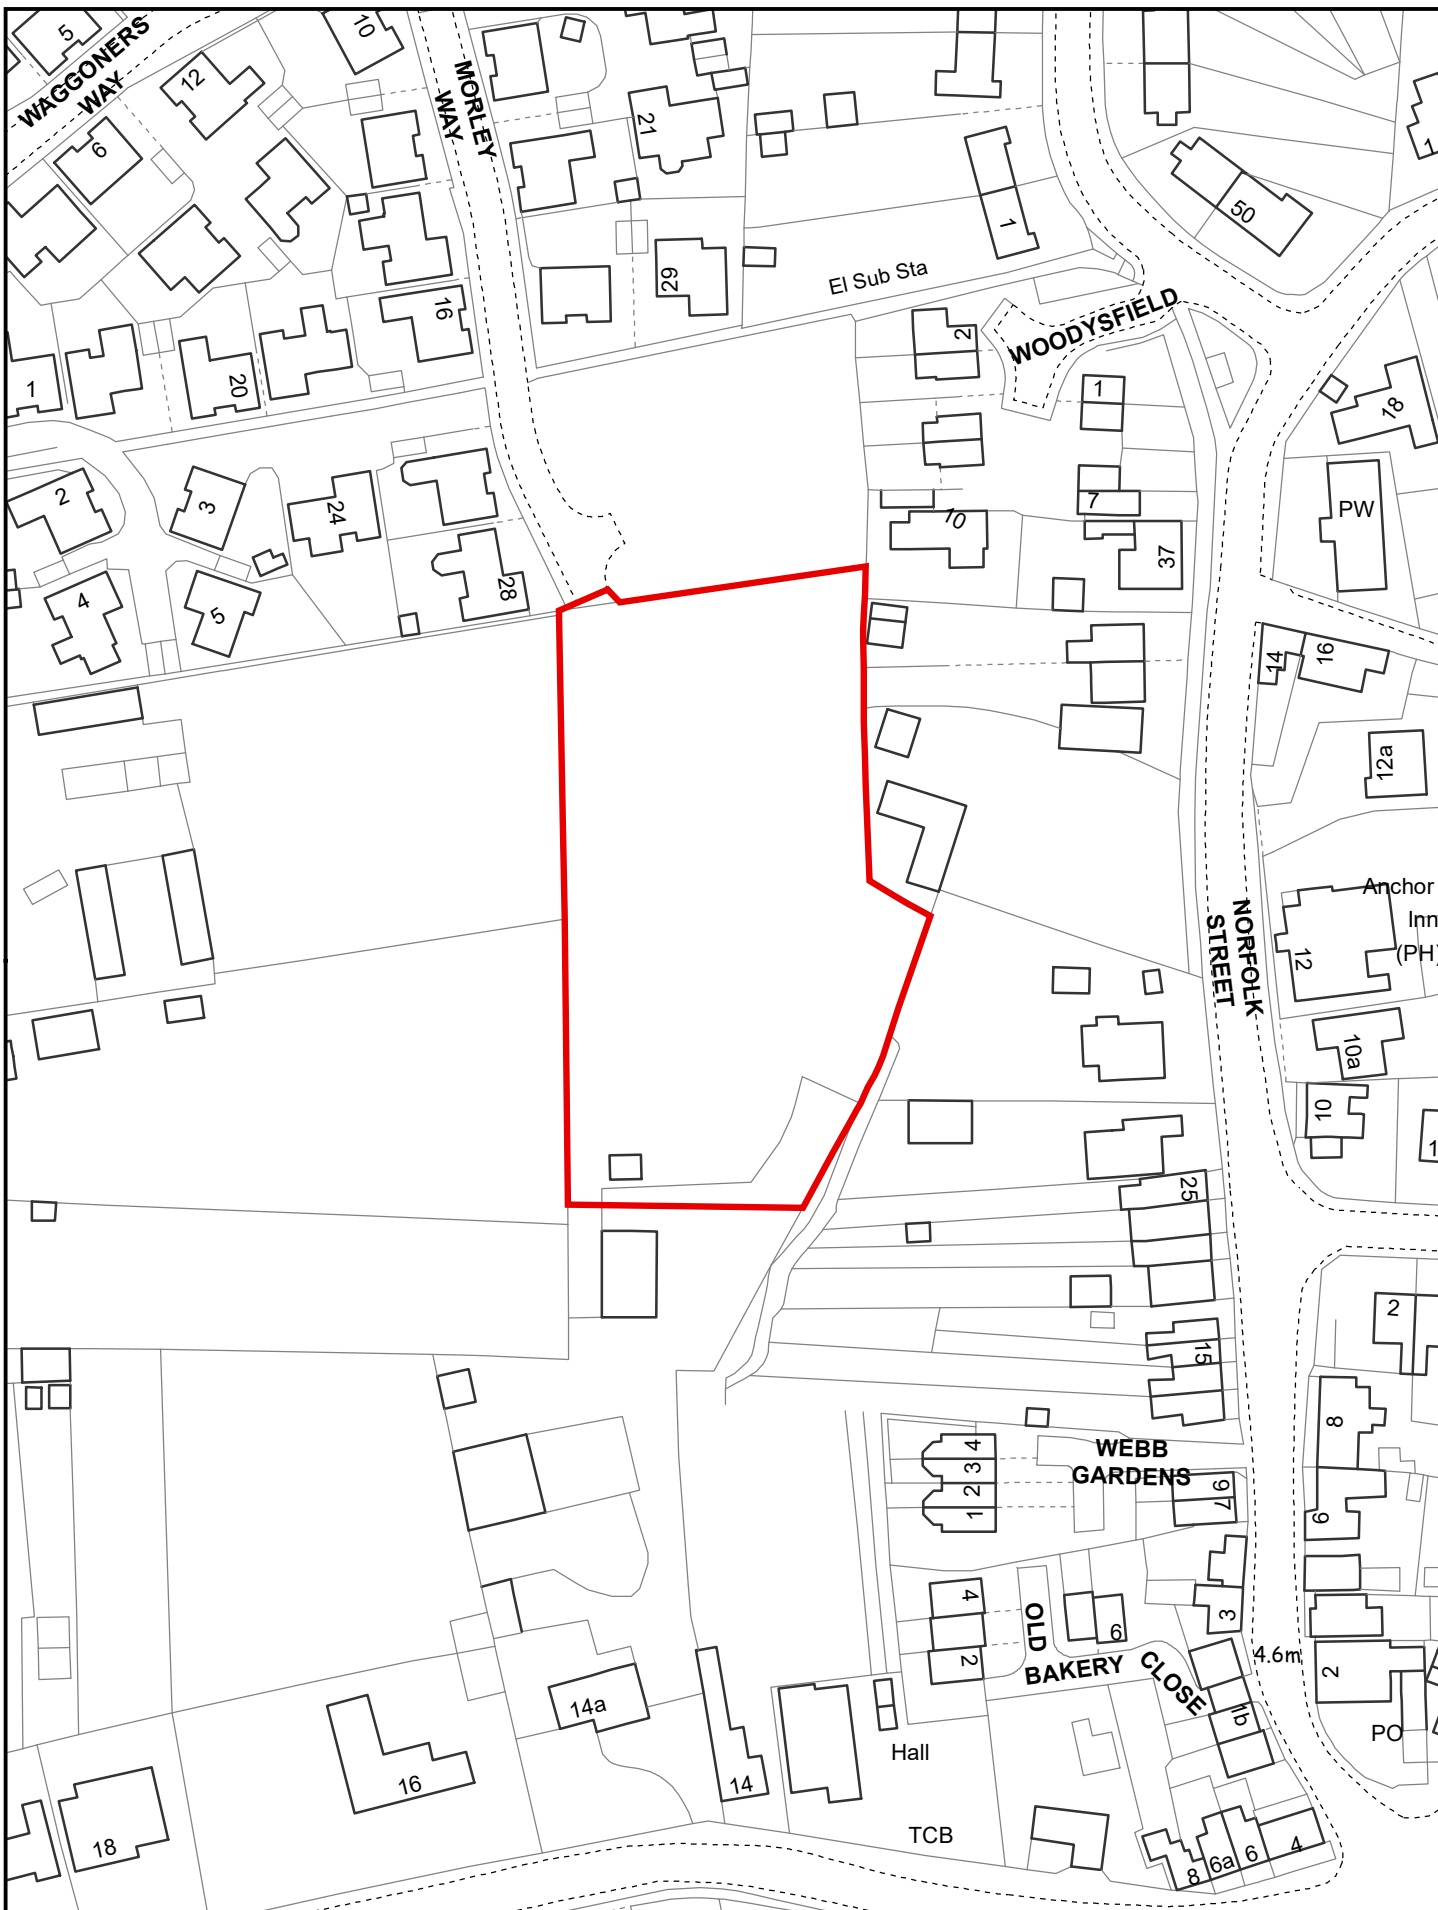 5
WAGGONERS
WAY
12
10
MORLEY
WAY
21
6
1
50
1
29
El Sub Sta
16
WOODYSFIELD
2
1
20
1
18
2
3
24
7
10
PW
37
28
4
5
14
16
12a
Anchor
Inn
(PH)
12
NORFOLK
STREET
10a
10
1
25
2
15
8
WEBB
GARDENS
4
3
2
1
9
7
6
4
OLD
BAKERY
CLOSE
6
3
2
4.6m
2
1b
PO
14a
Hall
16
14
18
TCB
8
6a
6
4